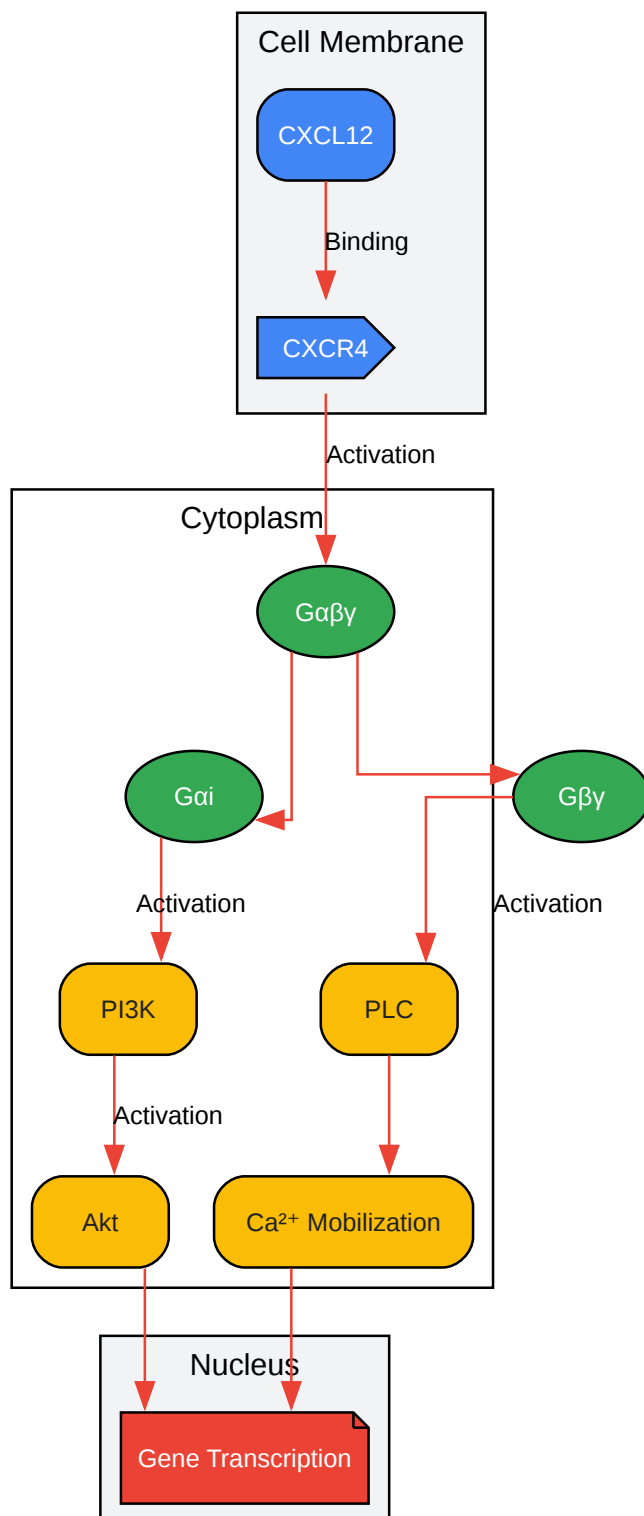 Cell Membrane
CXCL12
Binding
CXCR4
Activation
Cytoplasm
Gαβγ
Gαi
Gβγ
Activation
Activation
PI3K
PLC
Activation
Akt
Ca²⁺ Mobilization
Nucleus
Gene Transcription